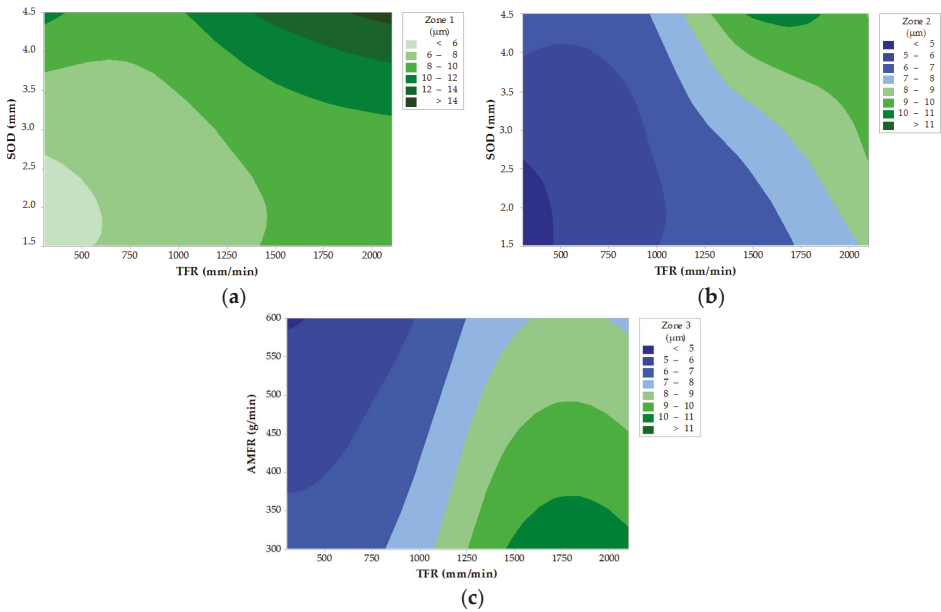 4.5
4.0
3.5
3.0
2.5
2.0
1.5
SOD (mm)
500
750
1000
1250
1500
1750
2000
TFR (mm/min)
Zone 1
(μm)
< 6
6 – 8
8 – 10
10 – 12
12 – 14
> 14
(a)
4.5
4.0
3.5
3.0
2.5
2.0
1.5
SOD (mm)
500
750
1000
1250
1500
1750
2000
TFR (mm/min)
Zone 2
(μm)
< 5
5 – 6
6 – 7
7 – 8
8 – 9
9 – 10
10 – 11
> 11
(b)
600
550
500
450
400
350
300
AMFR (g/min)
500
750
1000
1250
1500
1750
2000
TFR (mm/min)
Zone 3
(μm)
< 5
5 – 6
6 – 7
7 – 8
8 – 9
9 – 10
10 – 11
> 11
(c)